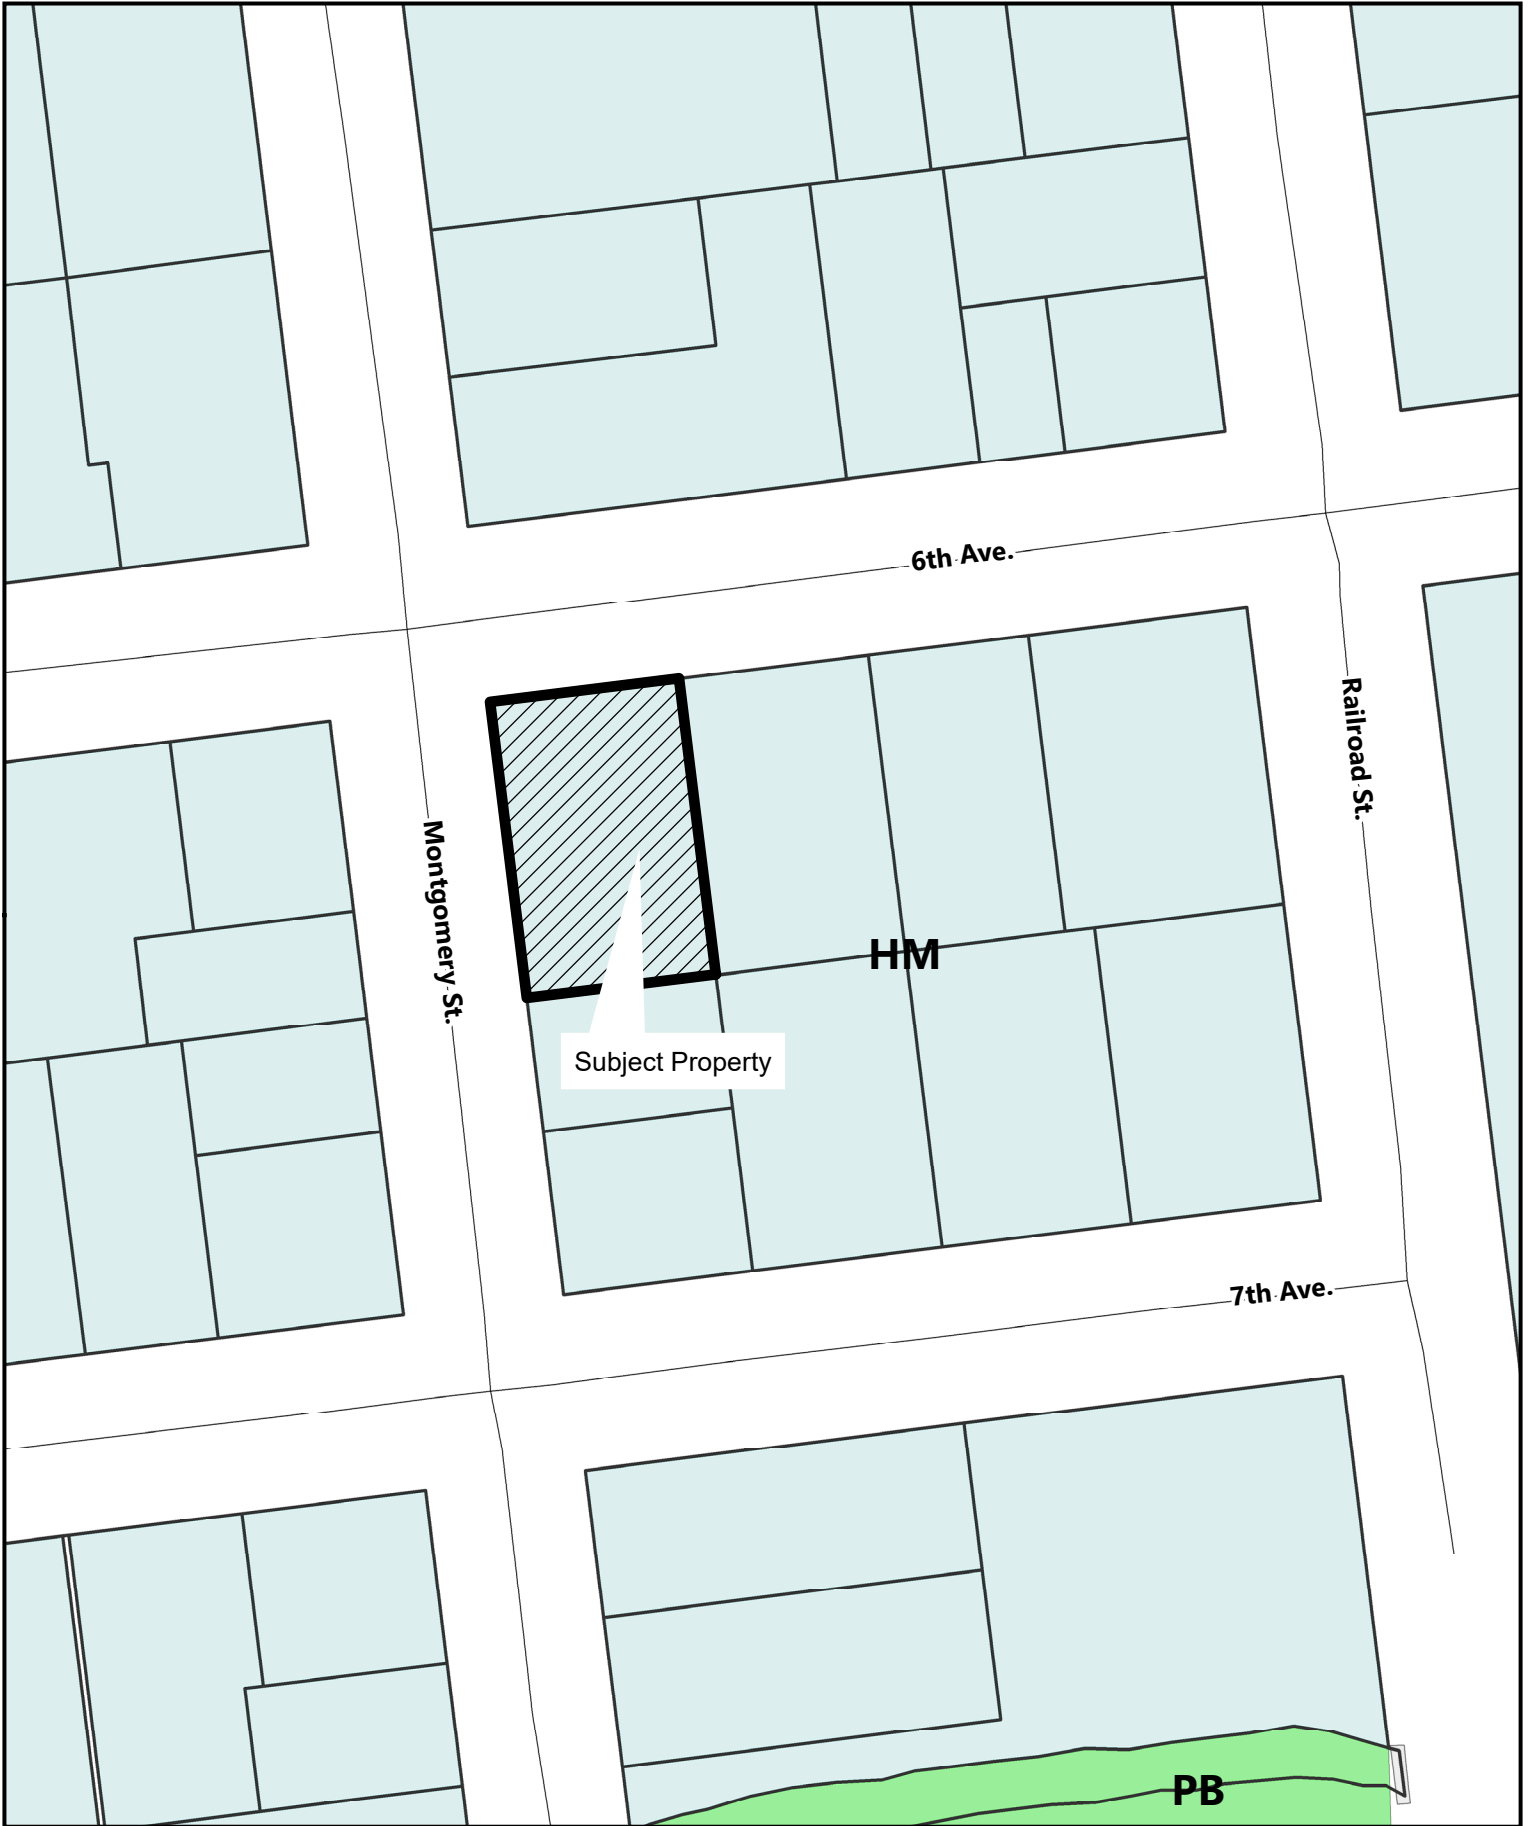 6th Ave.
Railroad St.
Montgomery St.
HM
Subject Property
7th Ave.
PB